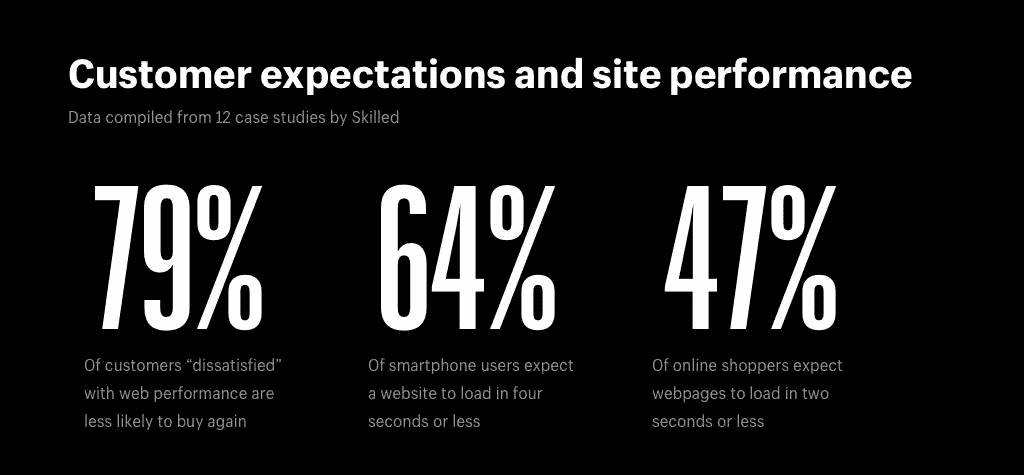 Customer expectations and site performance
Data compiled from 12 case studies by Skilled
79%
Of customers “dissatisfied”
with web performance are
less likely to buy again
64%
Of smartphone users expect
a website to load in four
seconds or less
47%
Of online shoppers expect
webpages to load in two
seconds or less